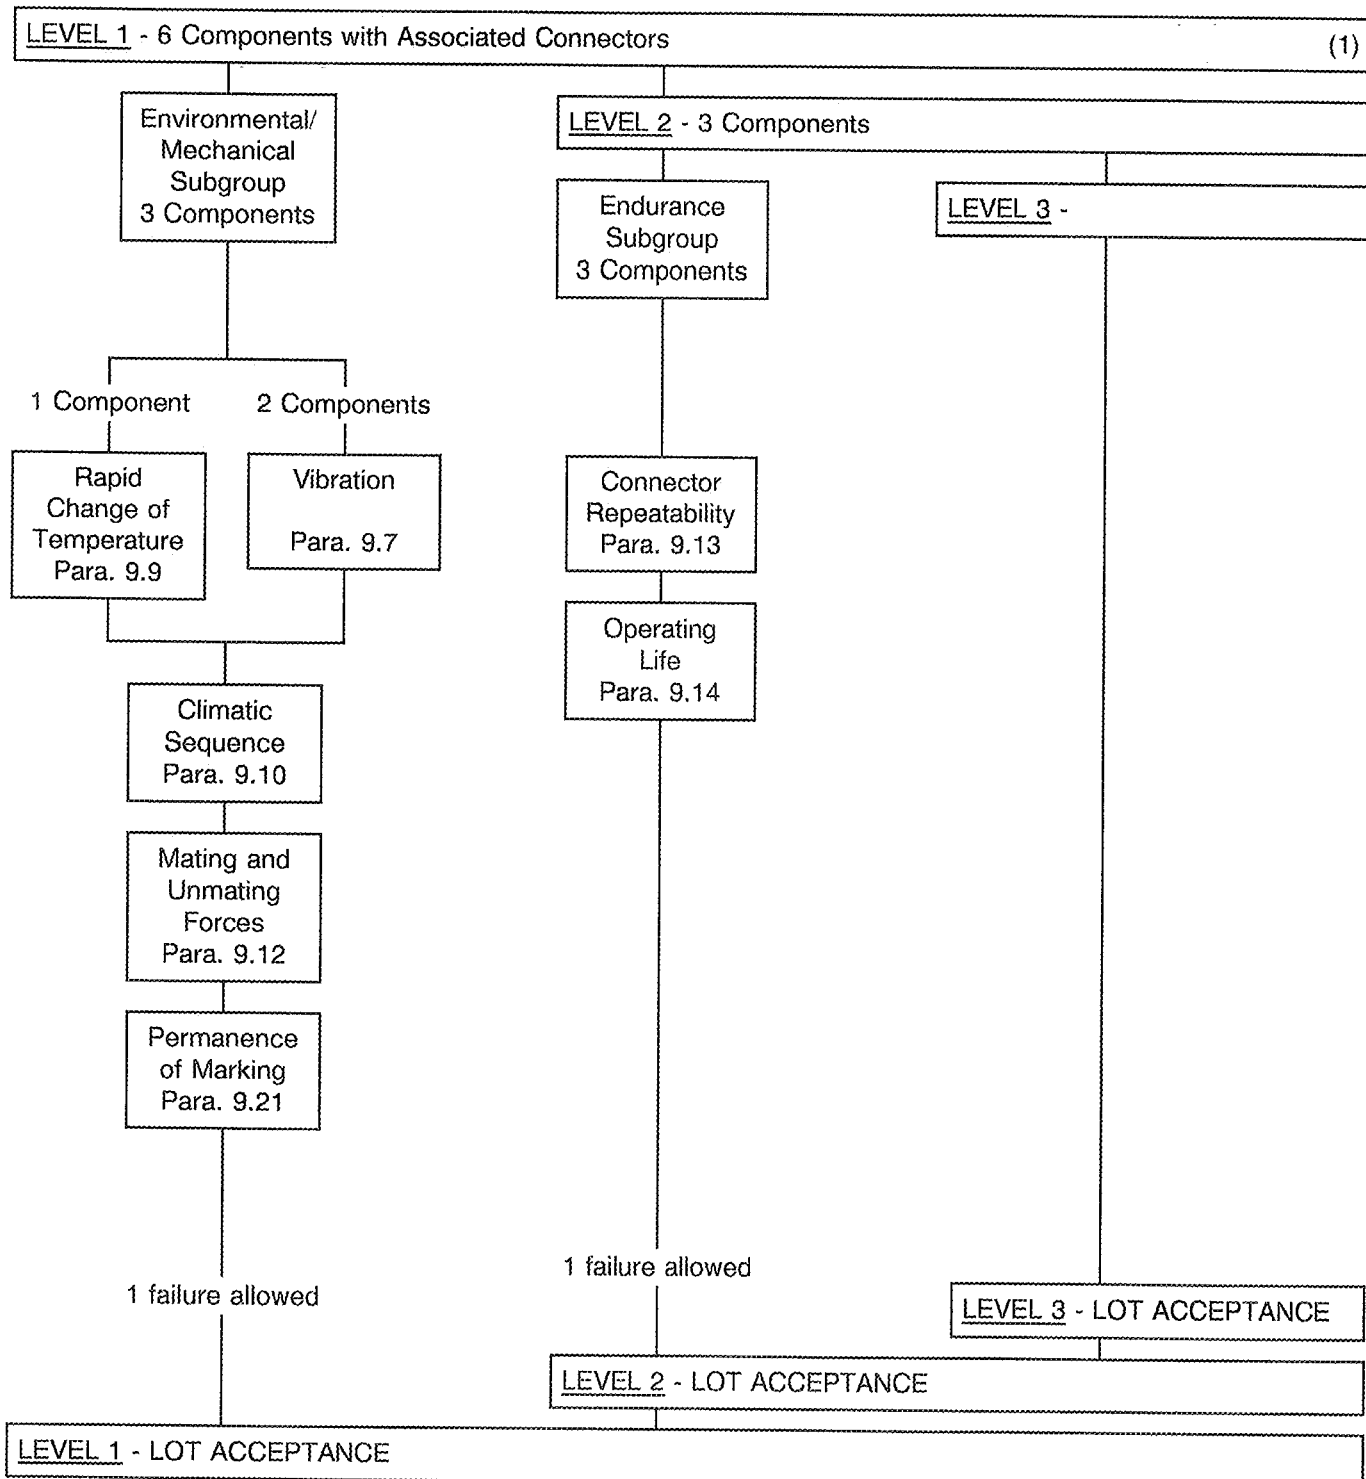 LEVEL 1 - 6 Components with Associated Connectors (1)
Environmental/
Mechanical
Subgroup
3 Components
LEVEL 2 - 3 Components
Endurance
Subgroup
3 Components
LEVEL 3 -
1 Component
2 Components
Rapid
Change of
Temperature
Para. 9.9
Vibration
Para. 9.7
Connector
Repeatability
Para. 9.13
Operating
Life
Para. 9.14
Climatic
Sequence
Para. 9.10
Mating and
Unmating
Forces
Para. 9.12
Permanence
of Marking
Para. 9.21
1 failure allowed
1 failure allowed
LEVEL 3 - LOT ACCEPTANCE
LEVEL 2 - LOT ACCEPTANCE
LEVEL 1 - LOT ACCEPTANCE